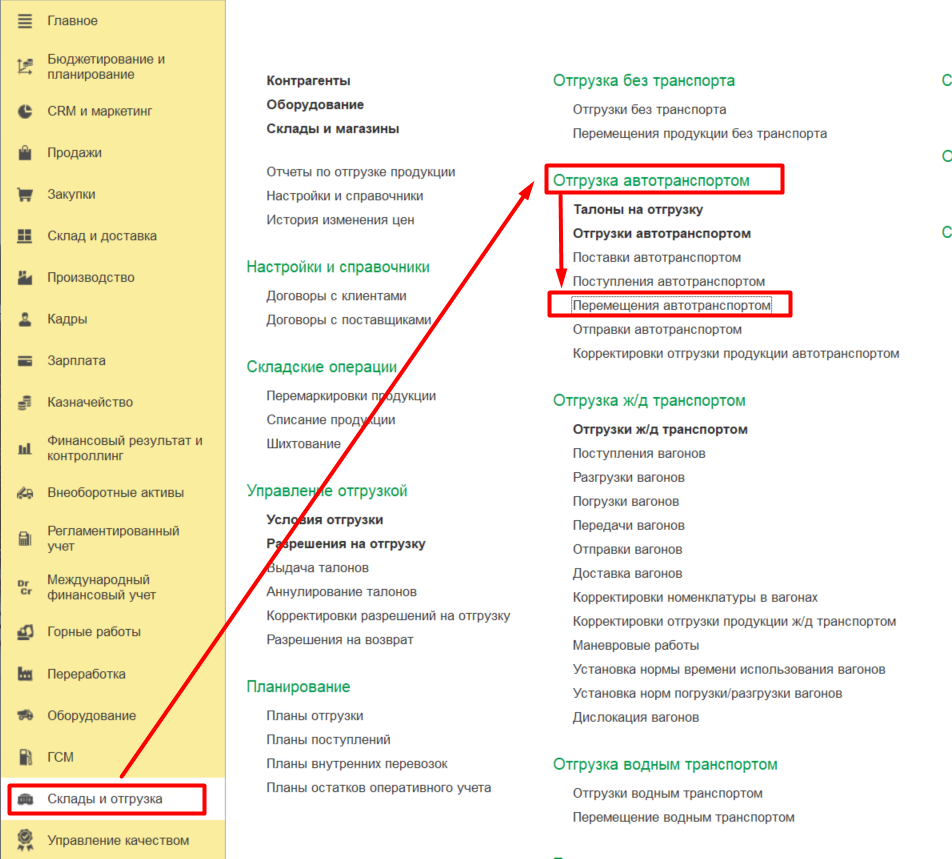 Главное
Бюджетирование и
планирование
CRM и маркетинг
Продажи
Закупки
Склад и доставка
Производство
Кадры
Зарплата
Казначейство
Финансовый результат и
контроллинг
Внеоборотные активы
Регламентированный
учет
Dr
Cr
Международный
финансовый учет
Горные работы
Переработка
Оборудование
ГСМ
Склады и отгрузка
Управление качеством
Контрагенты
Оборудование
Склады и магазины
Отчеты по отгрузке продукции
Настройки и справочники
История изменения цен
Настройки и справочники
Договоры с клиентами
Договоры с поставщиками
Складские операции
Перемаркировки продукции
Списание продукции
Шихтование
Управление отгрузкой
Условия отгрузки
Разрешения на отгрузку
Выдача талонов
Аннулирование талонов
Корректировки разрешений на отгрузку
Разрешения на возврат
Планирование
Планы отгрузки
Планы поступлений
Планы внутренних перевозок
Планы остатков оперативного учета
Отгрузка без транспорта
Отгрузки без транспорта
Перемещения продукции без транспорта
Отгрузка автотранспортом
Талоны на отгрузку
Отгрузки автотранспортом
Поставки автотранспортом
Поступления автотранспортом
Перемещения автотранспортом
Отправки автотранспортом
Корректировки отгрузки продукции автотранспортом
Отгрузка ж/д транспортом
Отгрузки ж/д транспортом
Поступления вагонов
Разгрузки вагонов
Погрузки вагонов
Передачи вагонов
Отправки вагонов
Доставка вагонов
Корректировки номенклатуры в вагонах
Корректировки отгрузки продукции ж/д транспортом
Маневровые работы
Установка нормы времени использования вагонов
Установка норм погрузки/разгрузки вагонов
Дислокация вагонов
Отгрузка водным транспортом
Отгрузки водным транспортом
Перемещение водным транспортом